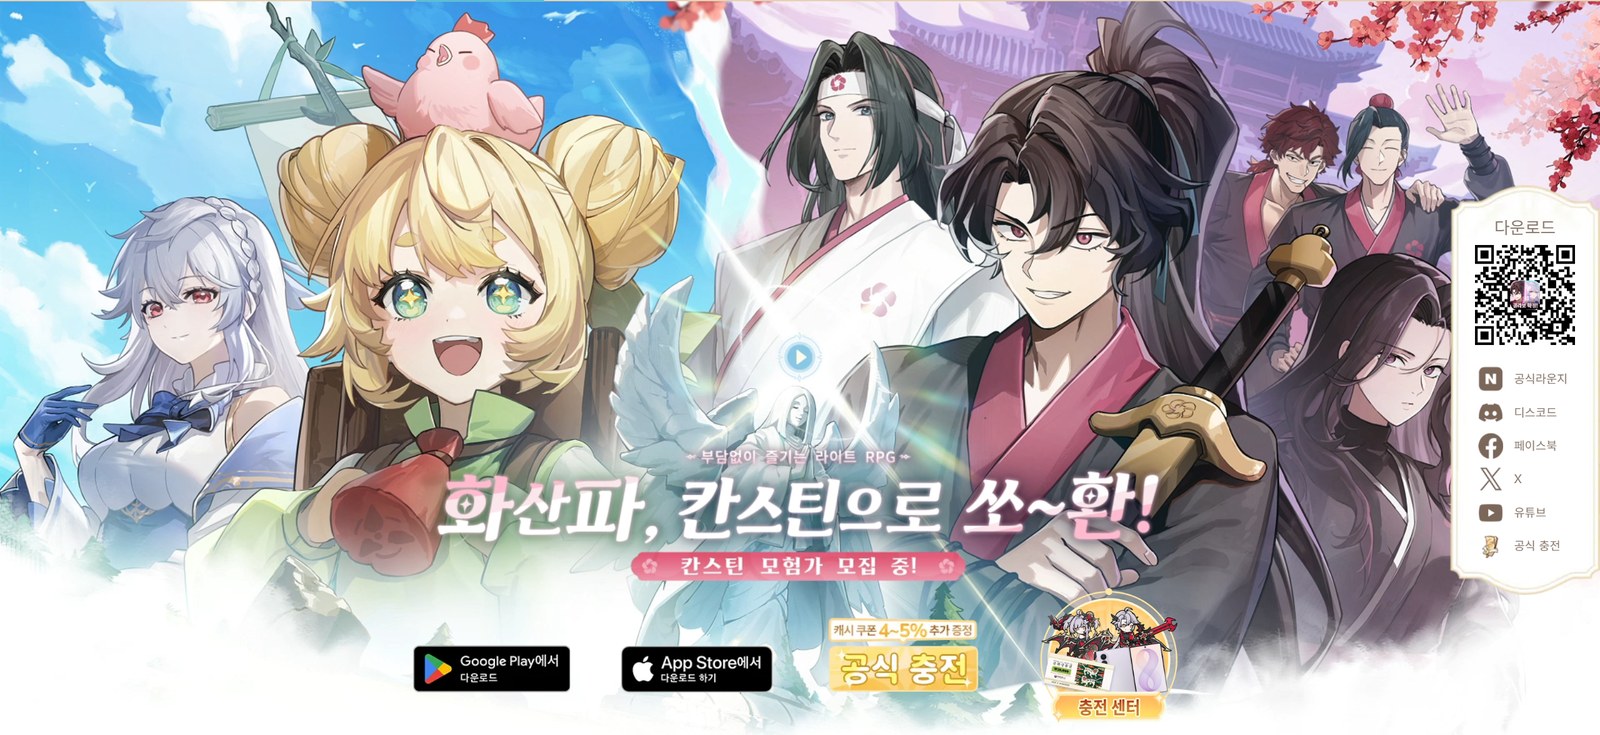 부담없이 즐기는 라이트 RPG
화산파, 칸스틴으로 쏘~환!
칸스틴 모험가 모집 중!
Google Play에서
다운로드
App Store에서
다운로드 하기
캐시 쿠폰 4~5% 추가 증정
공식 충전
충전 센터
다운로드
N 공식라운지
디스코드
페이스북
X
유튜브
공식 충전